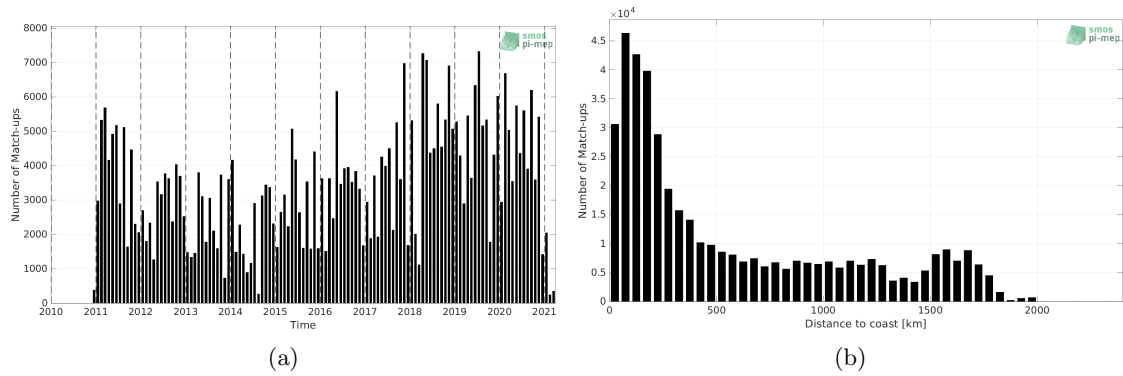 8000
7000
6000
5000
4000
3000
2000
1000
0
Number of Match-ups
2010 2011 2012 2013 2014 2015 2016 2017 2018 2019 2020 2021
Time
smos
pi-mep
(a)
×10⁴
4.5
4
3.5
3
2.5
2
1.5
1
0.5
0
Number of Match-ups
0 500 1000 1500 2000
Distance to coast [km]
smos
pi-mep
(b)